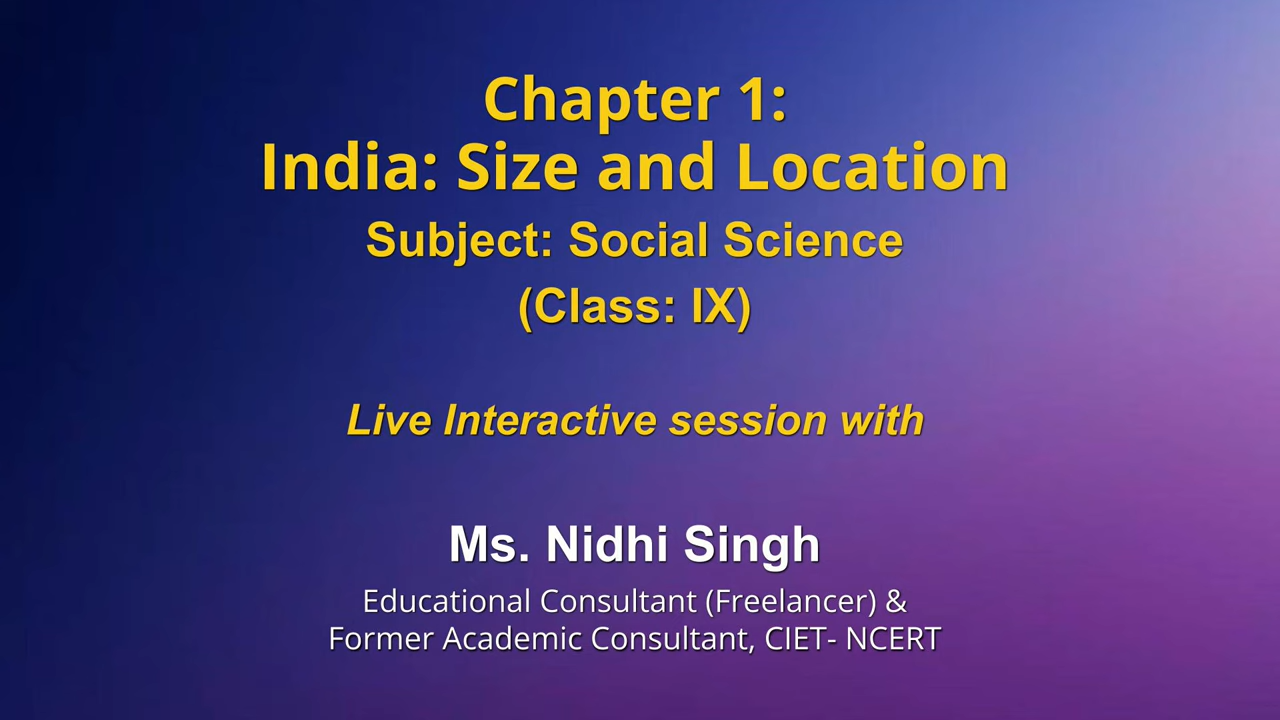 Chapter 1:
India: Size and Location
Subject: Social Science
(Class: IX)
Live Interactive session with
Ms. Nidhi Singh
Educational Consultant (Freelancer) &
Former Academic Consultant, CIET- NCERT